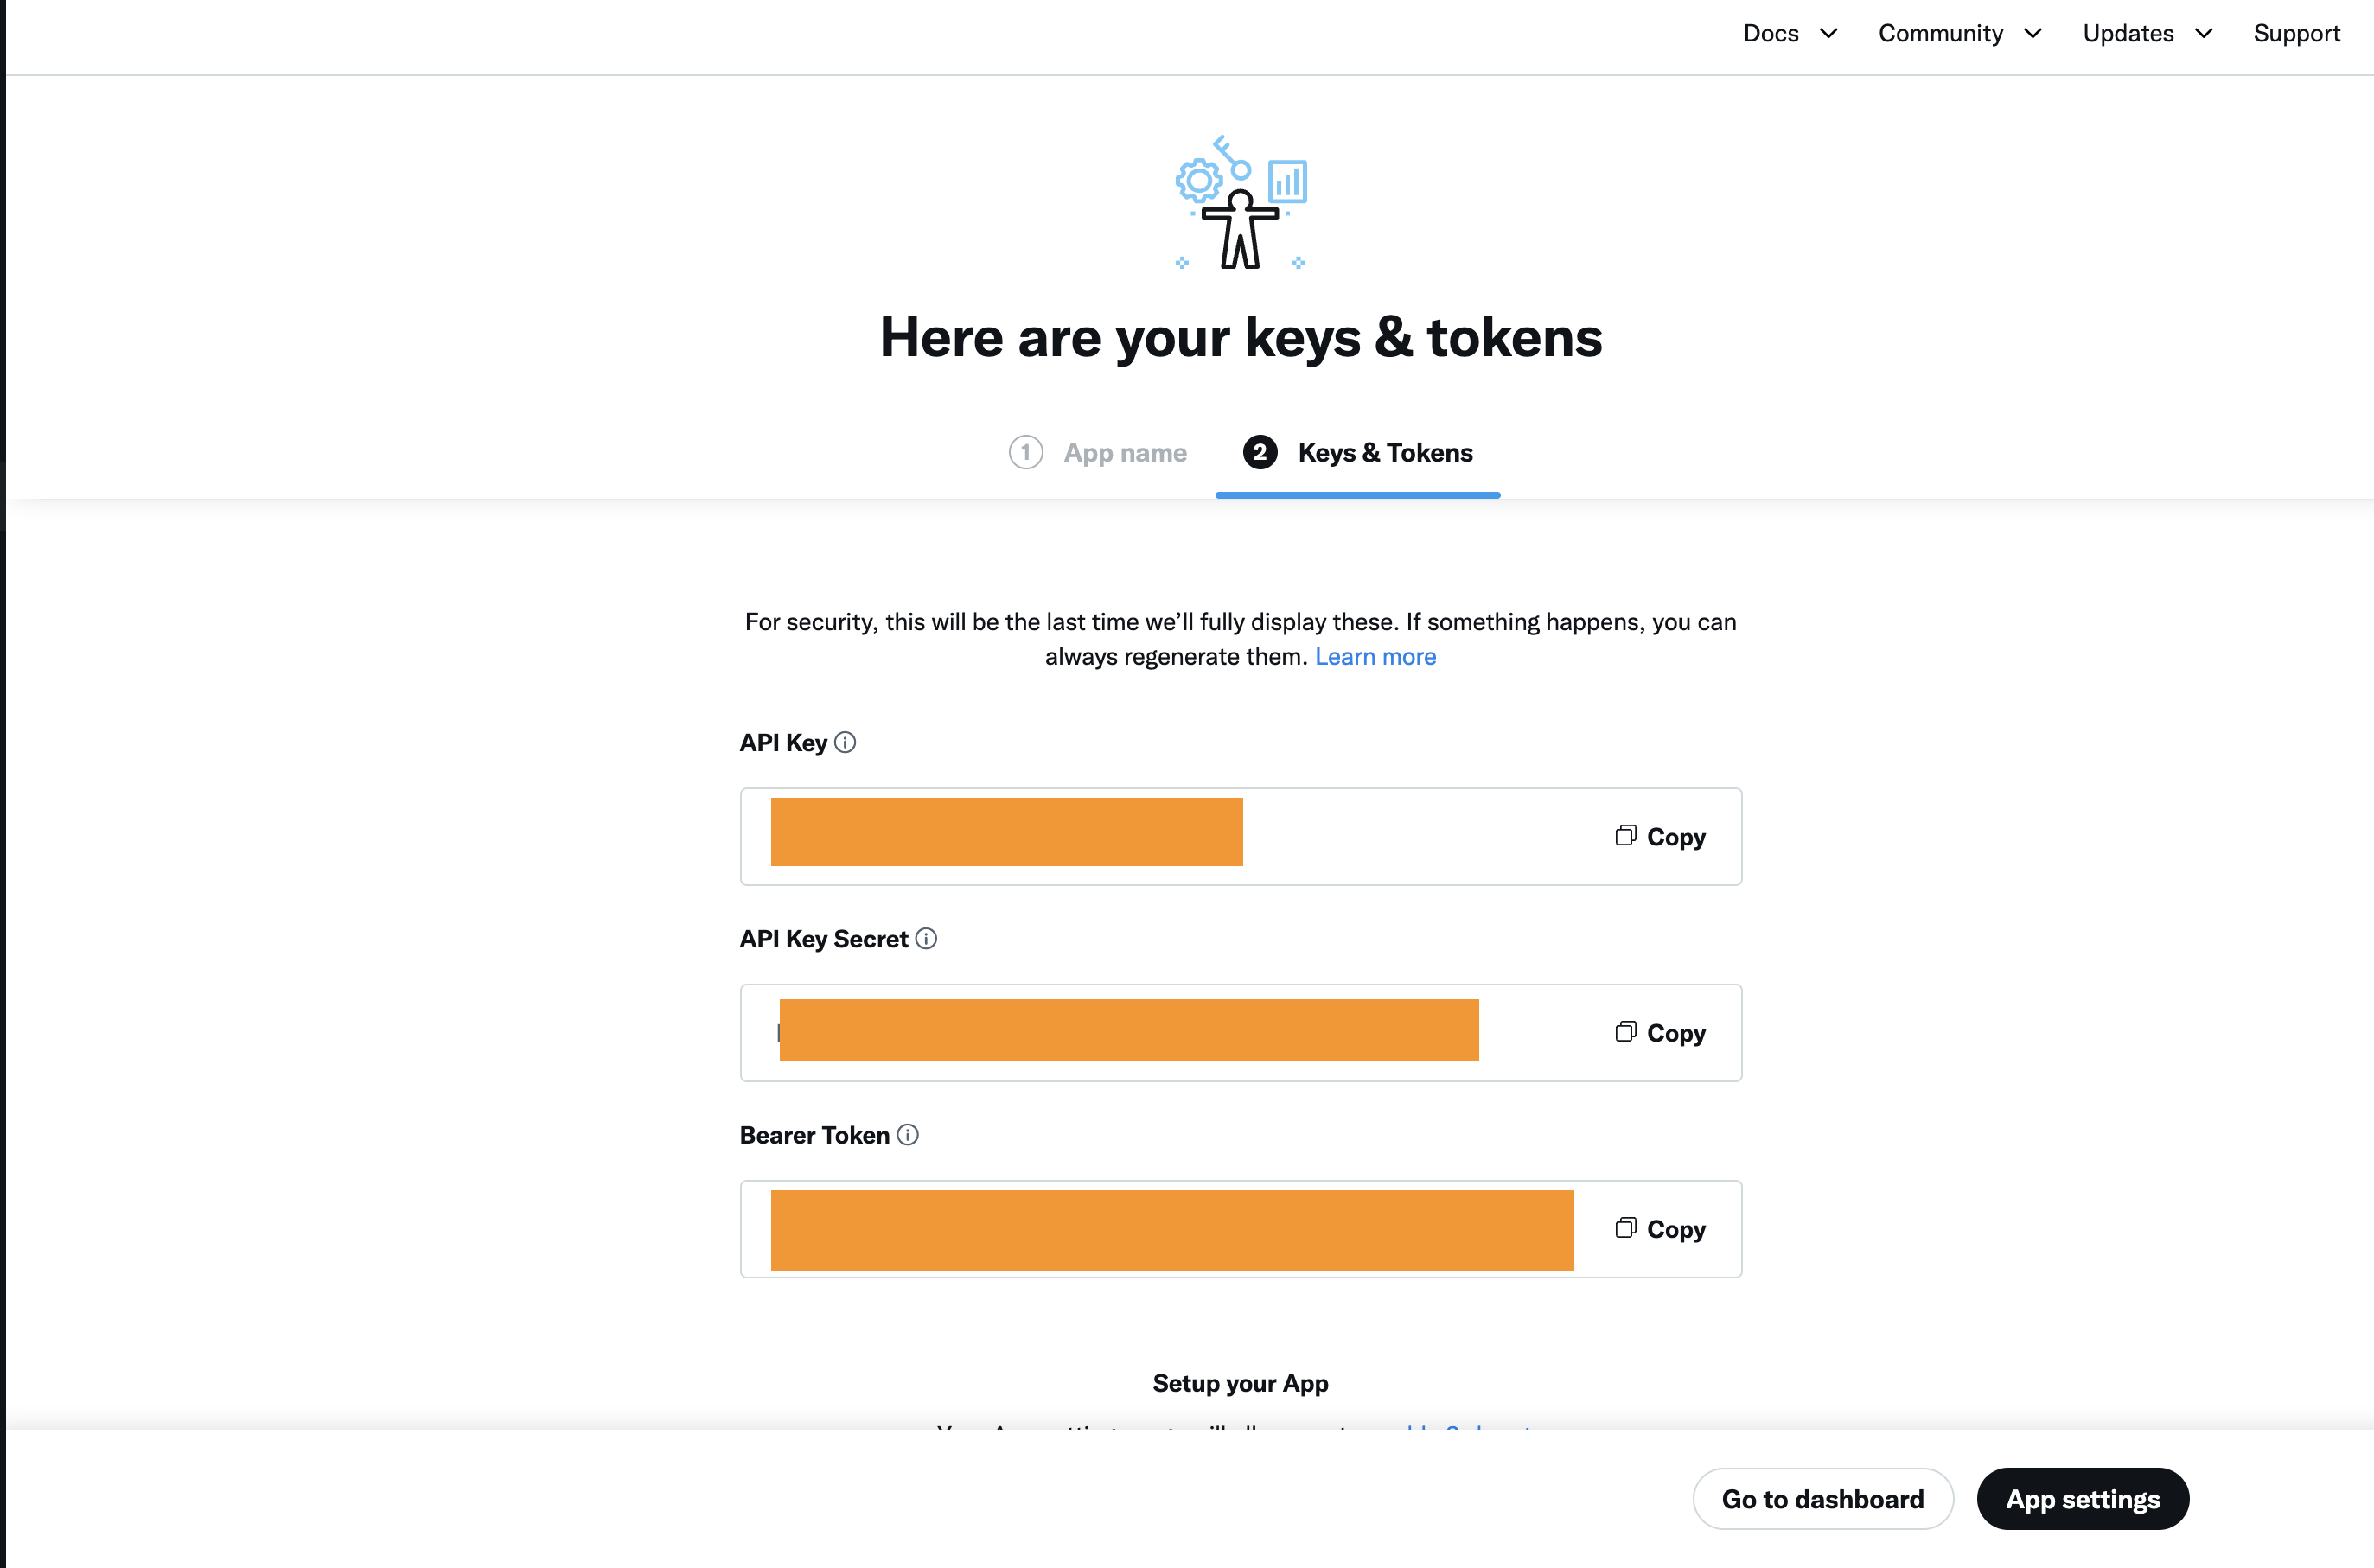 Docs Community Updates Support
Here are your keys & tokens
1 App name 2 Keys & Tokens
For security, this will be the last time we’ll fully display these. If something happens, you can
always regenerate them. Learn more
API Key
Copy
API Key Secret
Copy
Bearer Token
Copy
Setup your App
Go to dashboard App settings